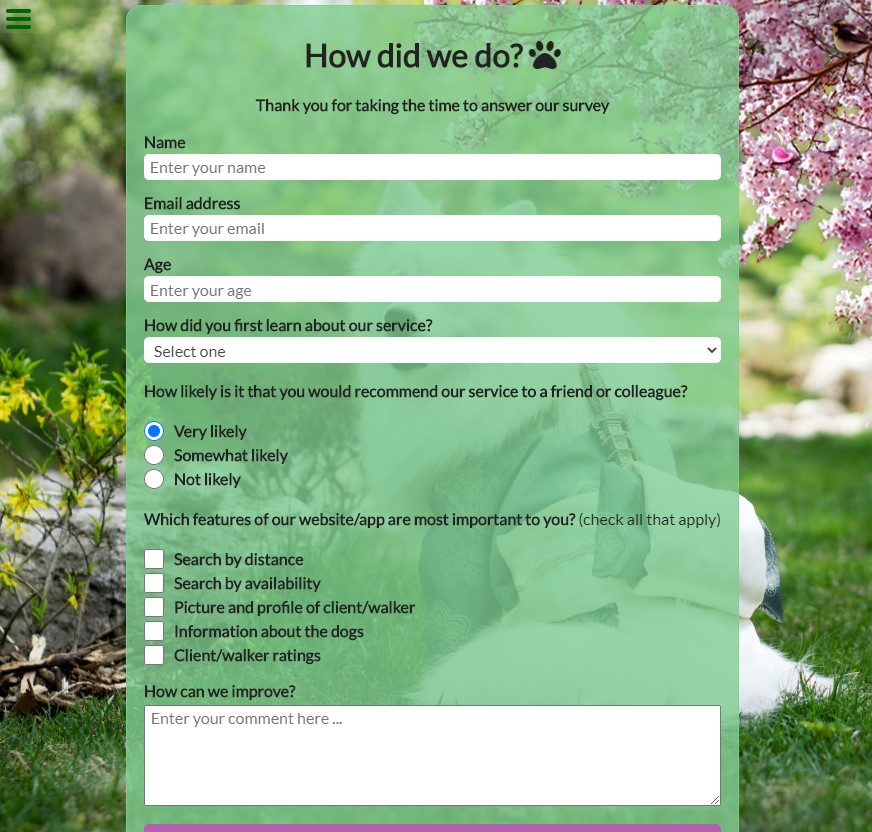 How did we do?
Thank you for taking the time to answer our survey
Name
Enter your name
Email address
Enter your email
Age
Enter your age
How did you first learn about our service?
Select one
How likely is it that you would recommend our service to a friend or colleague?
Very likely
Somewhat likely
Not likely
Which features of our website/app are most important to you? (check all that apply)
Search by distance
Search by availability
Picture and profile of client/walker
Information about the dogs
Client/walker ratings
How can we improve?
Enter your comment here ...